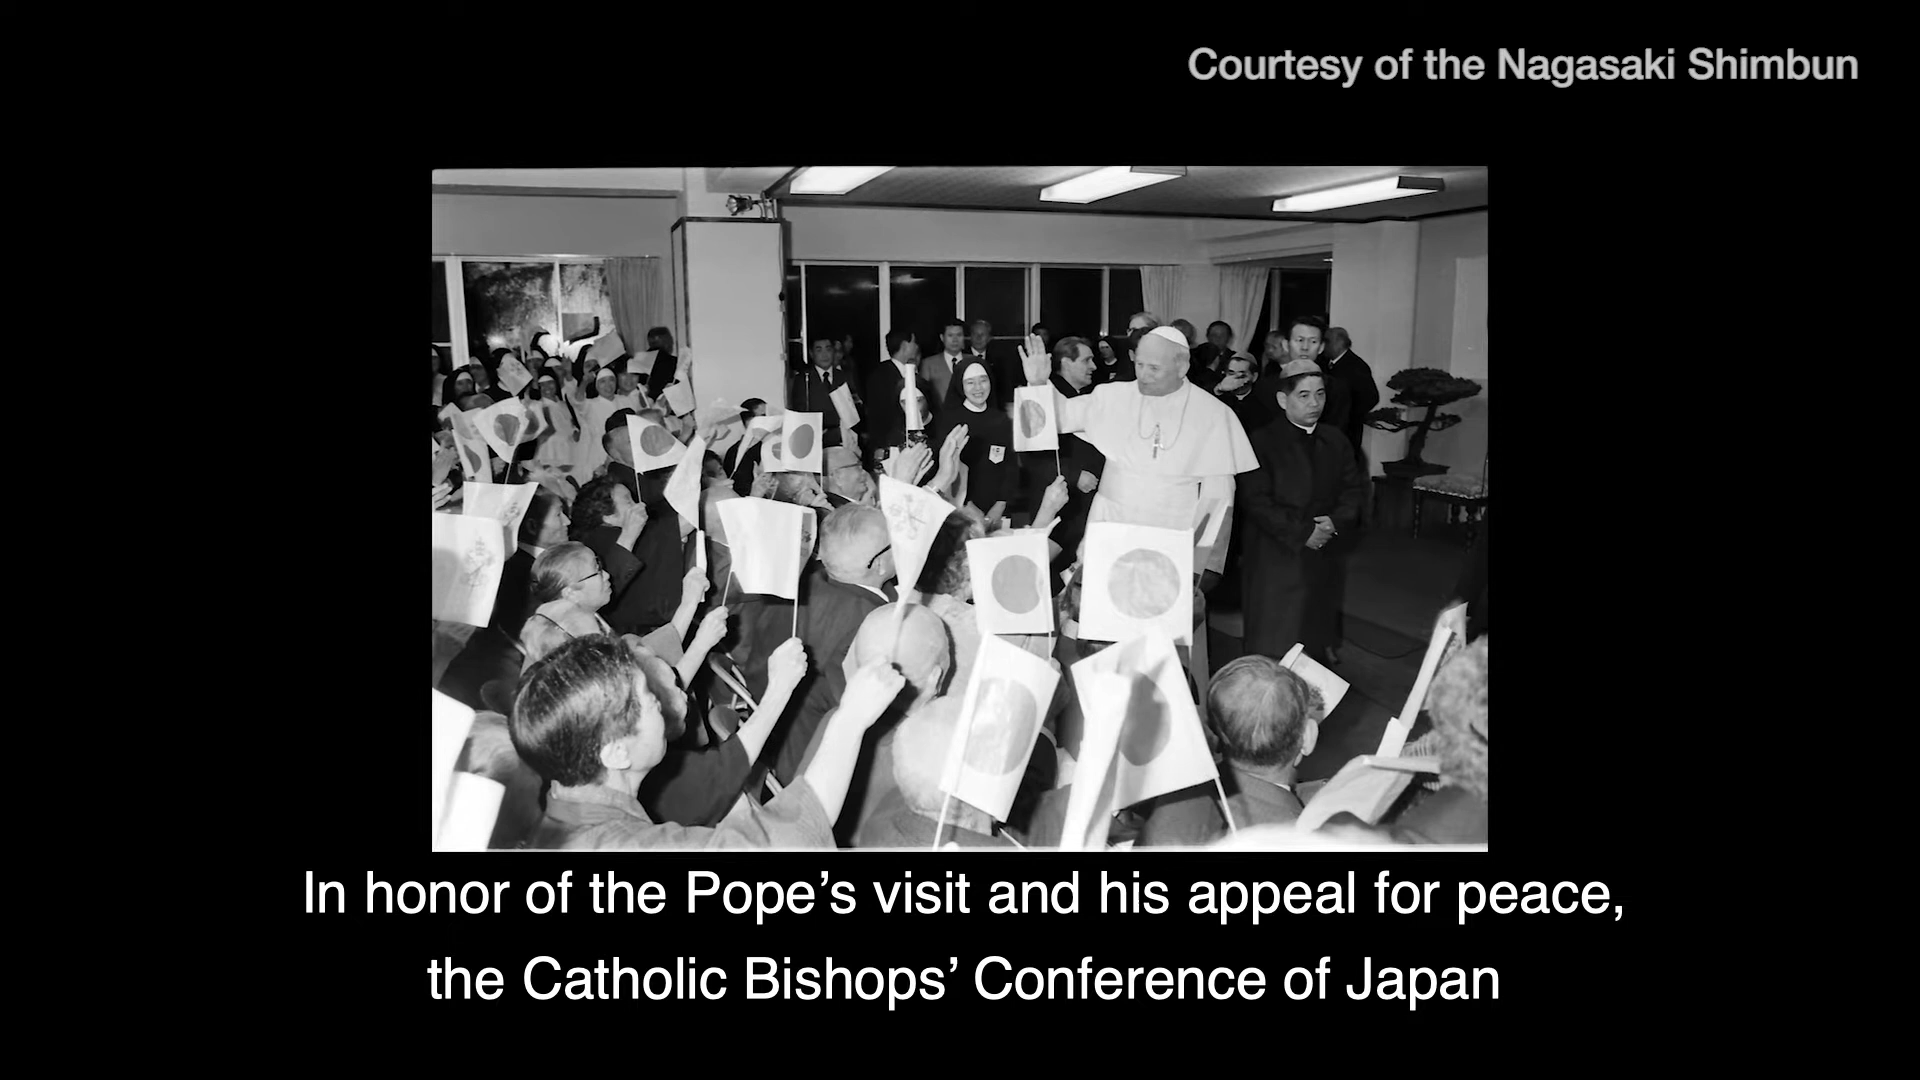 Courtesy of the Nagasaki Shimbun
In honor of the Pope’s visit and his appeal for peace,
the Catholic Bishops’ Conference of Japan